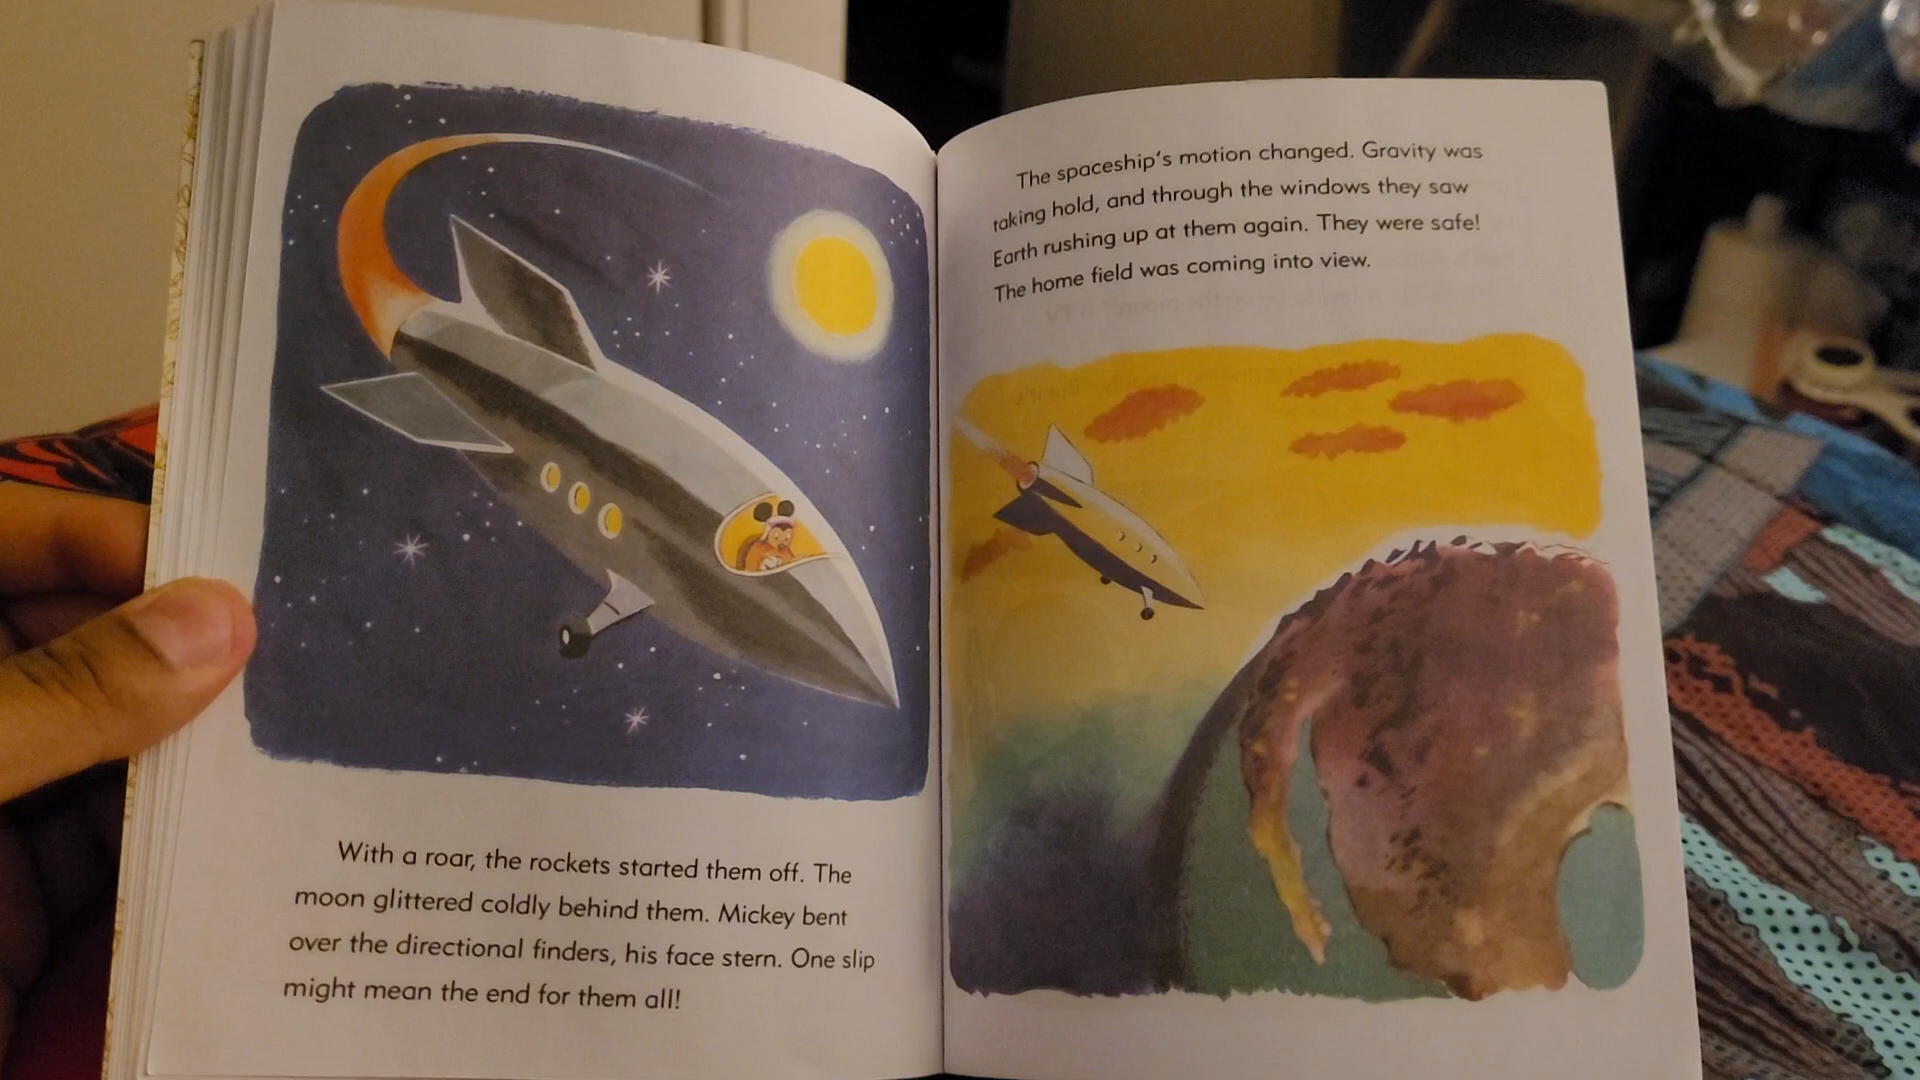 With a roar, the rockets started them off. The
moon glittered coldly behind them. Mickey bent
over the directional finders, his face stern. One slip
might mean the end for them all!
The spaceship's motion changed. Gravity was
taking hold, and through the windows they saw
Earth rushing up at them again. They were safe!
The home field was coming into view.